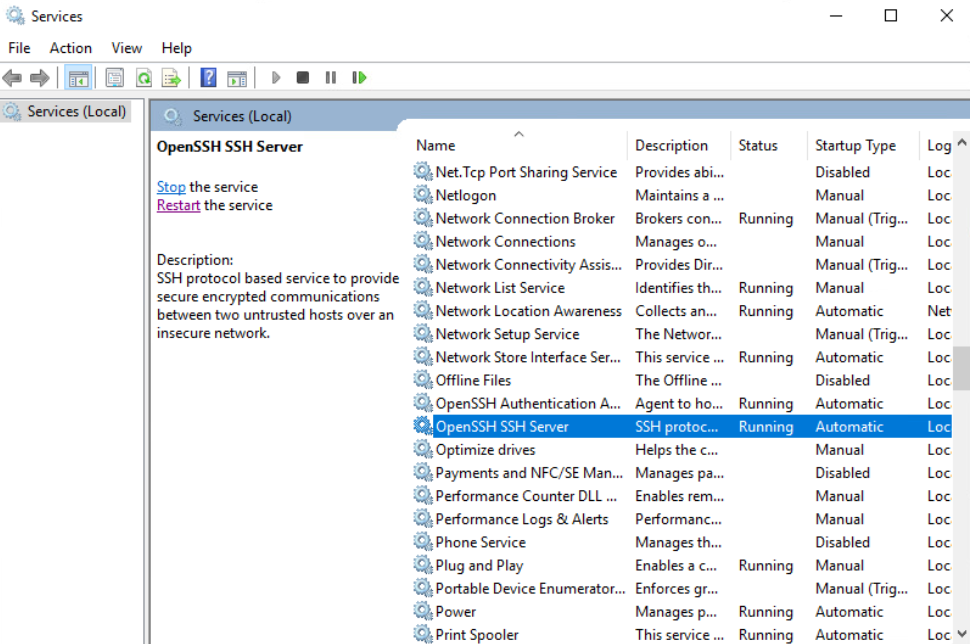 Services
File Action View Help
Services (Local)
Services (Local)
OpenSSH SSH Server
Stop the service
Restart the service
Description:
SSH protocol based service to provide
secure encrypted communications
between two untrusted hosts over an
insecure network.
Name Description Status Startup Type Log
Net.Tcp Port Sharing Service Provides abi... Disabled Loc
Netlogon Maintains a ... Manual Loc
Network Connection Broker Brokers con... Running Manual (Trig... Loc
Network Connections Manages o... Manual Loc
Network Connectivity Assis... Provides Dir... Manual (Trig... Loc
Network List Service Identifies th... Running Manual Loc
Network Location Awareness Collects an... Running Automatic Net
Network Setup Service The Networ... Manual (Trig... Loc
Network Store Interface Ser... This service ... Running Automatic Loc
Offline Files The Offline ... Disabled Loc
OpenSSH Authentication A... Agent to ho... Running Automatic Loc
OpenSSH SSH Server SSH protoc... Running Automatic Loc
Optimize drives Helps the c... Manual Loc
Payments and NFC/SE Man... Manages pa... Disabled Loc
Performance Counter DLL ... Enables rem... Manual Loc
Performance Logs & Alerts Performanc... Manual Loc
Phone Service Manages th... Disabled Loc
Plug and Play Enables a c... Running Manual Loc
Portable Device Enumerator... Enforces gr... Manual (Trig... Loc
Power Manages p... Running Automatic Loc
Print Spooler This service ... Running Automatic Loc